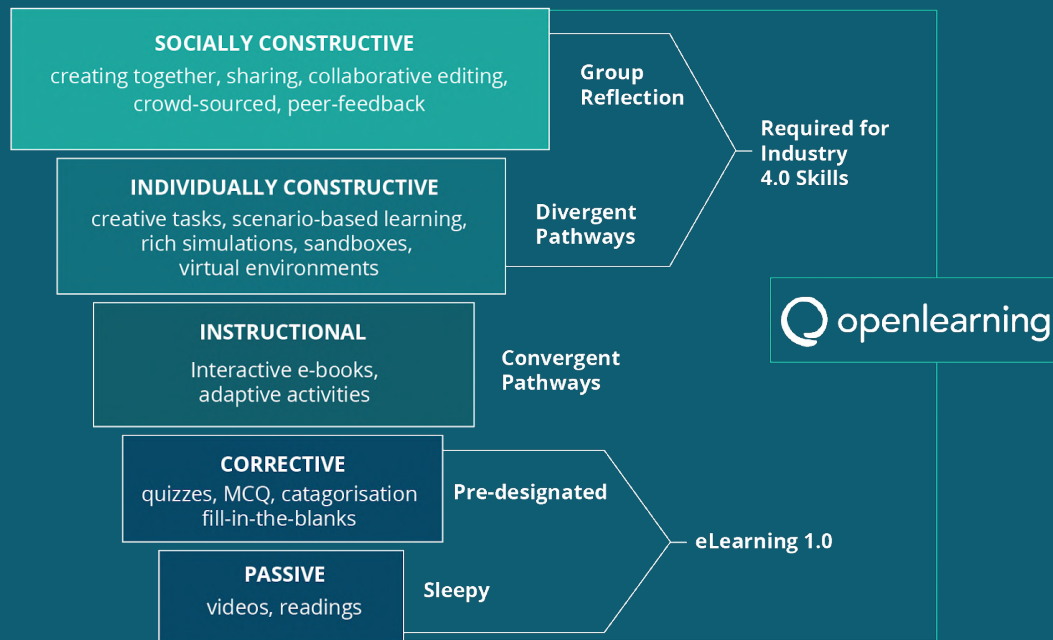 SOCIALLY CONSTRUCTIVE
creating together, sharing, collaborative editing,
crowd-sourced, peer-feedback
Group
Reflection
Required for
Industry
4.0 Skills
INDIVIDUALLY CONSTRUCTIVE
creative tasks, scenario-based learning,
rich simulations, sandboxes,
virtual environments
Divergent
Pathways
openlearning
INSTRUCTIONAL
Interactive e-books,
adaptive activities
Convergent
Pathways
CORRECTIVE
quizzes, MCQ, catagorisation
fill-in-the-blanks
Pre-designated
eLearning 1.0
PASSIVE
videos, readings
Sleepy